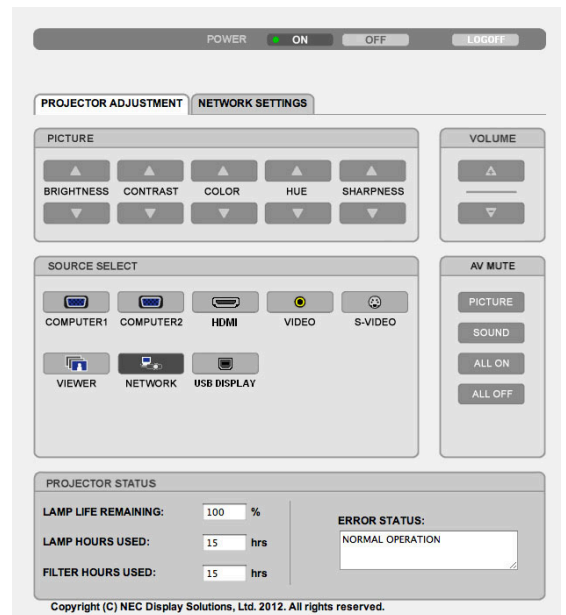 POWER ON OFF LOGOFF
PROJECTOR ADJUSTMENT NETWORK SETTINGS
PICTURE
BRIGHTNESS CONTRAST COLOR HUE SHARPNESS
VOLUME
SOURCE SELECT
COMPUTER1 COMPUTER2 HDMI VIDEO S-VIDEO
VIEWER NETWORK USB DISPLAY
AV MUTE
PICTURE
SOUND
ALL ON
ALL OFF
PROJECTOR STATUS
LAMP LIFE REMAINING: 100 %
LAMP HOURS USED: 15 hrs
FILTER HOURS USED: 15 hrs
ERROR STATUS:
NORMAL OPERATION
Copyright (C) NEC Display Solutions, Ltd. 2012. All rights reserved.